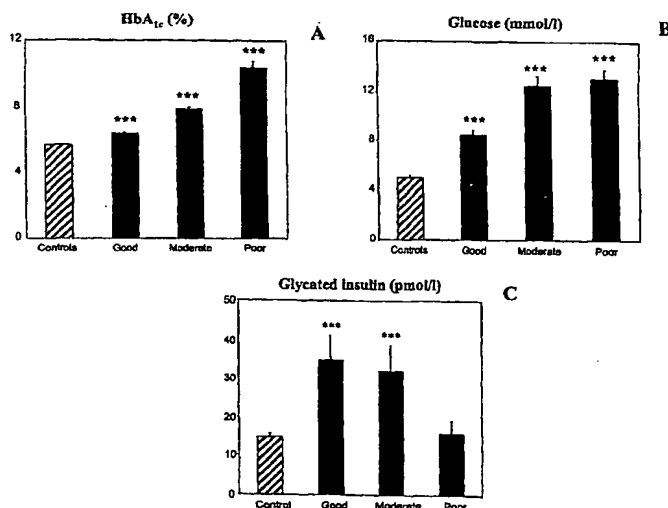 HbA1c (%)
A
12
8
4
0
***
***
***
Controls
Good
Moderate
Poor
Glucose (mmol/l)
B
16
12
8
4
0
***
***
***
Controls
Good
Moderate
Poor
Glycated insulin (pmol/l)
C
50
40
30
20
10
0
***
***
Control
Good
Moderate
Poor